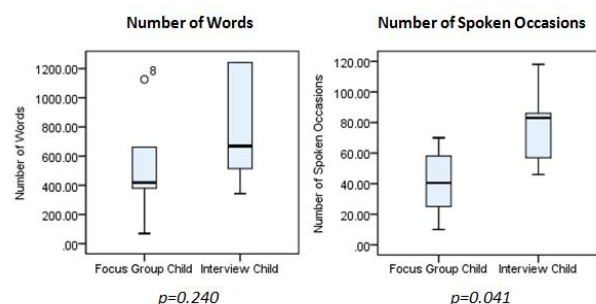 Number of Words
Number of Words
1200.00
1000.00
800.00
600.00
400.00
200.00
.00
8
Focus Group Child
Interview Child
p=0.240
Number of Spoken Occasions
Number of Spoken Occasions
120.00
100.00
80.00
60.00
40.00
20.00
.00
Focus Group Child
Interview Child
p=0.041